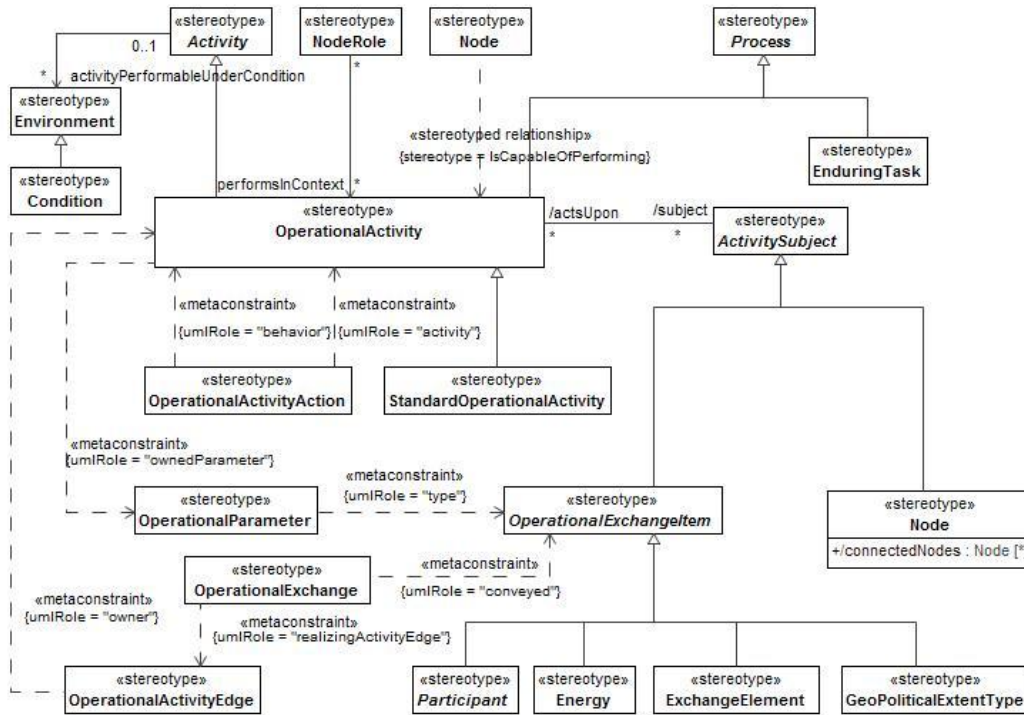 «stereotype»
Activity
«stereotype»
NodeRole
«stereotype»
Node
«stereotype»
Process
0..1
*
activityPerformableUnderCondition
*
«stereotype»
Environment
«stereotyped relationship»
{stereotype = IsCapableOfPerforming}
«stereotype»
EnduringTask
«stereotype»
Condition
performsInContext
*
«stereotype»
OperationalActivity
/actsUpon
*
/subject
*
«stereotype»
ActivitySubject
«metaconstraint»
{umlRole = "behavior"}
«metaconstraint»
{umlRole = "activity"}
«stereotype»
OperationalActivityAction
«stereotype»
StandardOperationalActivity
«metaconstraint»
{umlRole = "ownedParameter"}
«metaconstraint»
{umlRole = "type"}
«stereotype»
OperationalParameter
«stereotype»
OperationalExchangeItem
«stereotype»
Node
+/connectedNodes : Node [*
«stereotype»
OperationalExchange
«metaconstraint»
{umlRole = "conveyed"}
«metaconstraint»
{umlRole = "owner"}
«metaconstraint»
{umlRole = "realizingActivityEdge"}
«stereotype»
OperationalActivityEdge
«stereotype»
Participant
«stereotype»
Energy
«stereotype»
ExchangeElement
«stereotype»
GeoPoliticalExtentType